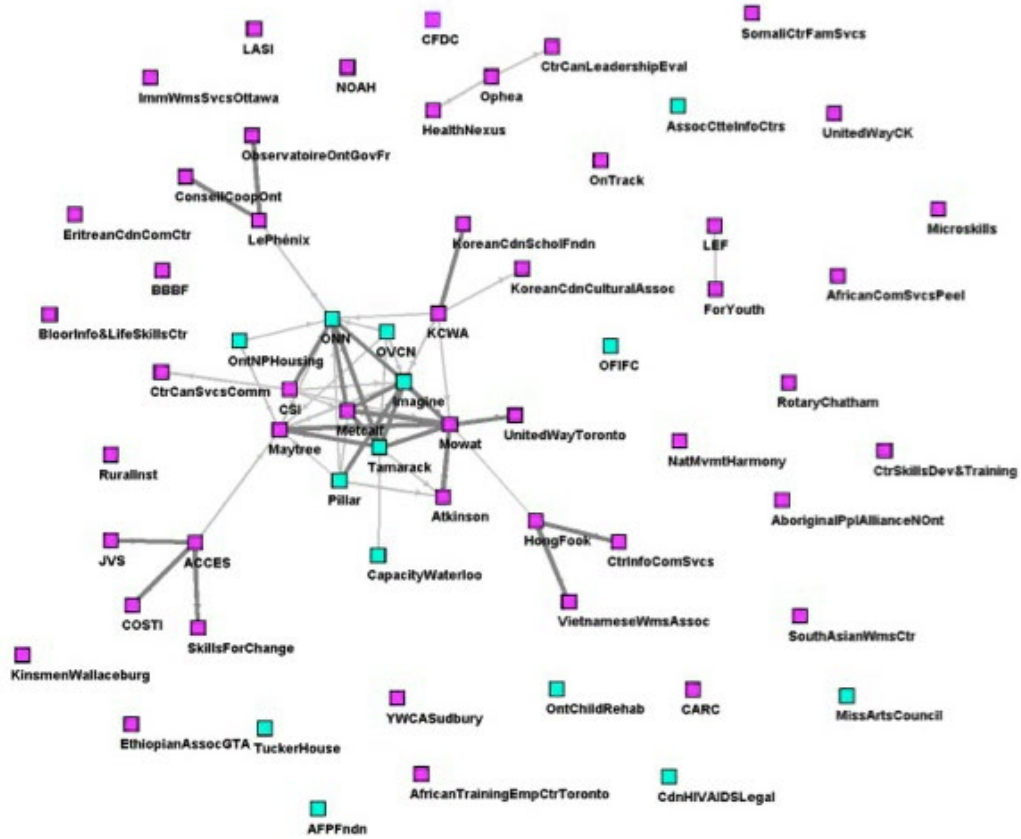 SomaliCtrFamSvcs
CFDC
LASI
CtrCanLeadershipEval
NOAH
ImmWmsSvcsOttawa
Ophea
HealthNexus
AssocCtteInfoCtrs
UnitedWayCK
ObservatoireOntGovFr
OnTrack
ConseilCoopOnt
Microskills
EritreanCdnComCtr
LePhénix
KoreanCdnScholFndn
LEF
BBBF
KoreanCdnCulturalAssoc
AfricanComSvcsPeel
ForYouth
BloorInfo&LifeSkillsCtr
KCWA
ONN
OVCN
OntNPHousing
OFIFC
CtrCanSvcsComm
Imagine
CSI
RotaryChatham
Metcalf
Mowat
UnitedWayToronto
Maytree
Tamarack
NatMvmtHarmony
CtrSkillsDev&Training
RuralInst
Pillar
Atkinson
AboriginalPplAllianceNOnt
HongFook
JVS
ACCES
CtrInfoComSvcs
CapacityWaterloo
COSTI
VietnameseWmsAssoc
SouthAsianWmsCtr
SkillsForChange
KinsmenWallaceburg
OntChildRehab
CARC
MissArtsCouncil
YWCASudbury
EthiopianAssocGTA
TuckerHouse
AfricanTrainingEmpCtrToronto
CdnHIVAIDSLegal
AFPFndn